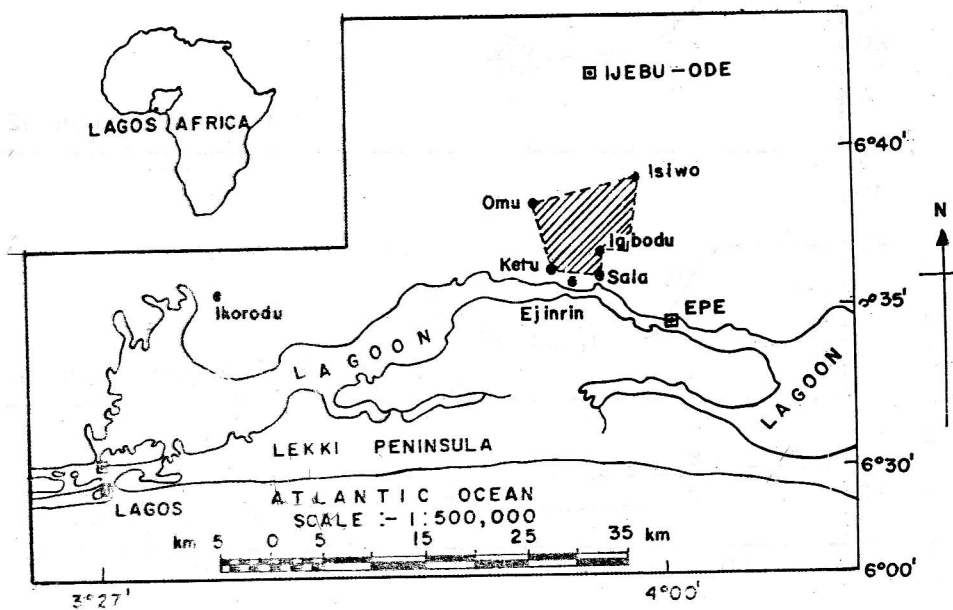 LAGOS AFRICA
IJEBU-ODE
6°40'
Isiwo
Omu
Igbodu
Ketu
Sala
N
Ikorodu
Ejinrin
EPE
6°35'
LAGOON
LAGOON
LEKKI PENINSULA
6°30'
LAGOS
ATLANTIC OCEAN
SCALE :- 1:500,000
km 5 0 5 15 25 35 km
6°00'
3°27'
4°00'